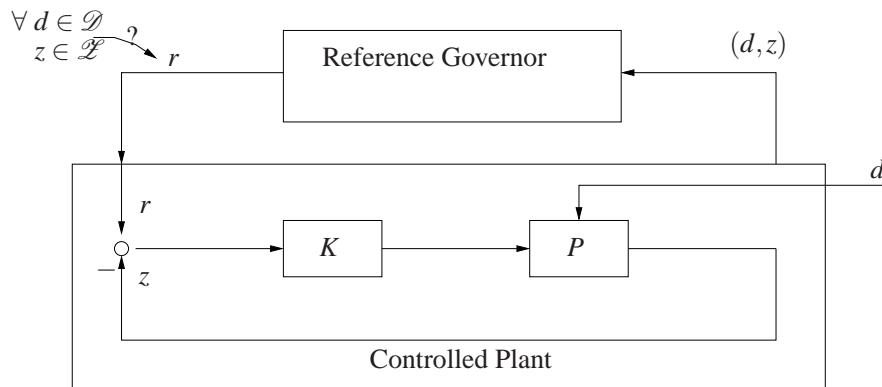 ∀ d ∈ 𝒟
z ∈ 𝒵
?
r
Reference Governor
(d, z)
d
r
K
P
−
z
Controlled Plant